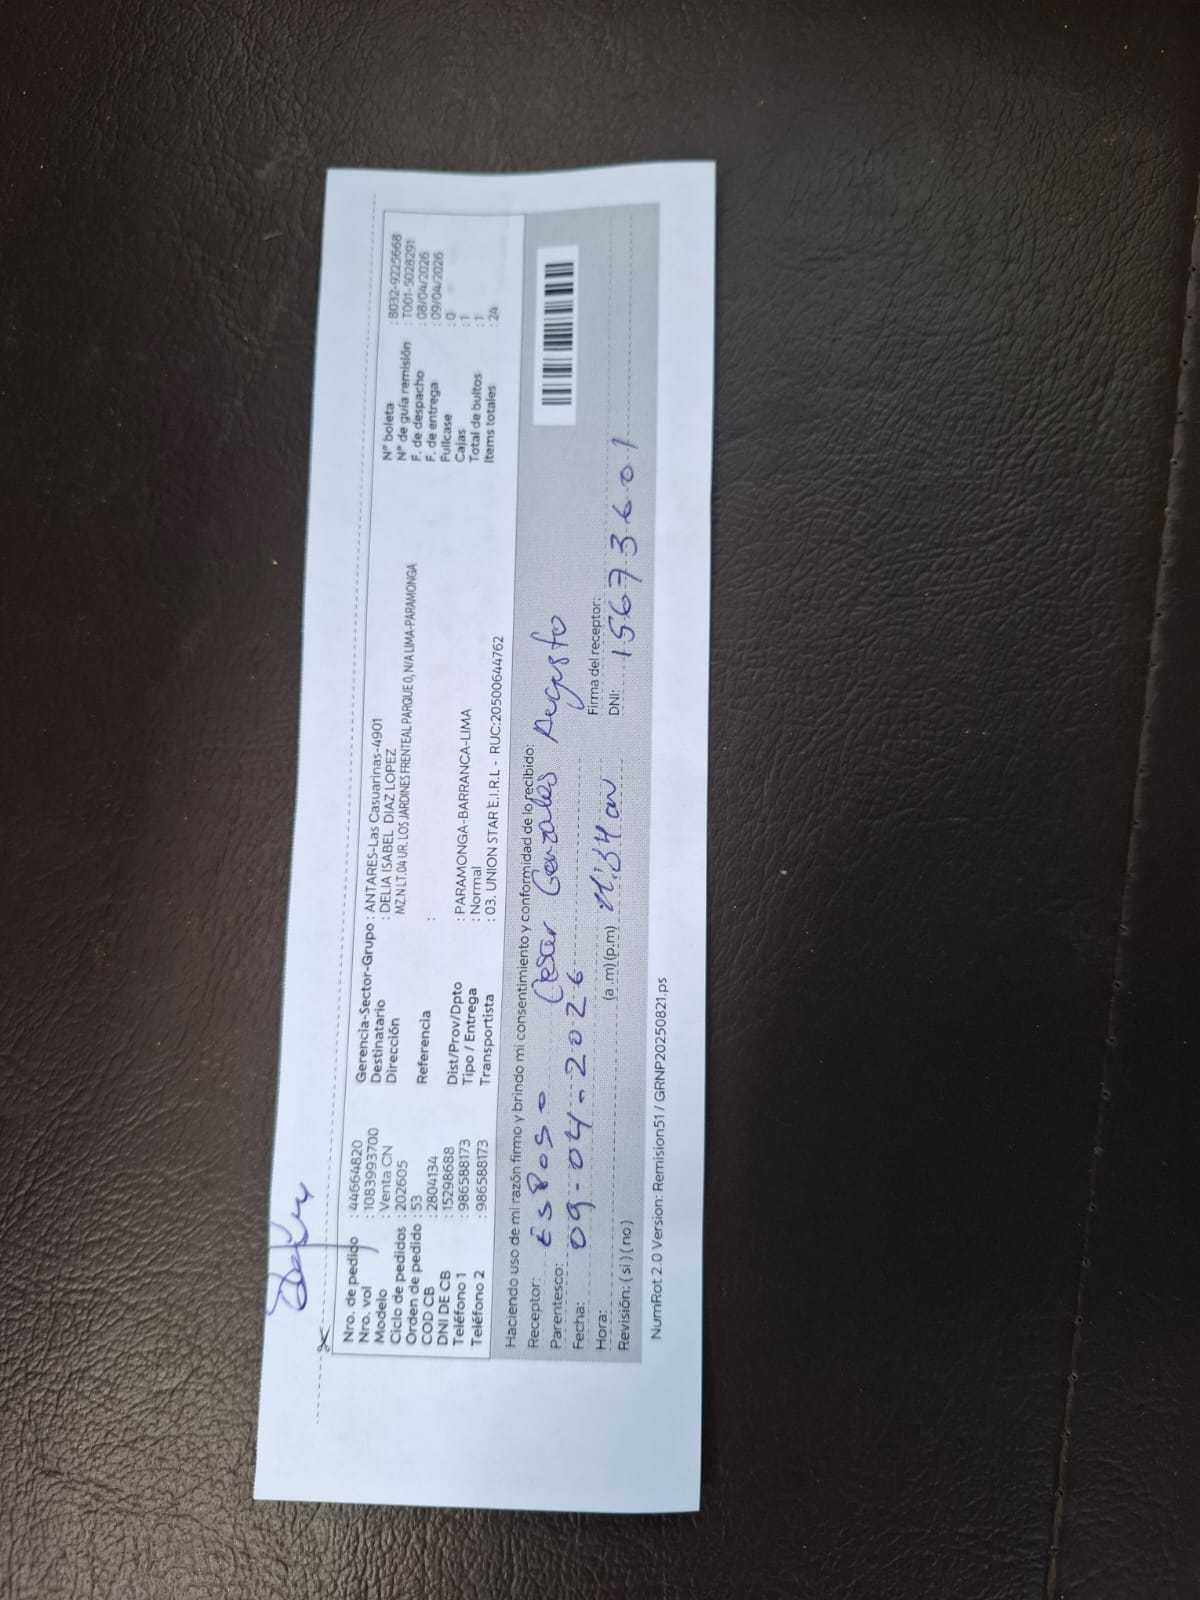 Nro. de pedido : 44664820
Nro. vol : 1083993700
Modelo : Venta CN
Ciclo de pedidos : 202605
Orden de pedido : 53
COD CB : 2804134
DNI DE CB : 15298688
Teléfono 1 : 986588173
Teléfono 2 : 986588173
Gerencia-Sector-Grupo : ANTARES-Las Casuarinas-4901
Destinatario : DELIA ISABEL DIAZ LOPEZ
Dirección MZ.N LT.04 UR. LOS JARDINES FRENTE AL PARQUE 0, N/A LIMA-PARAMONGA
Referencia :
Dist/Prov/Dpto : PARAMONGA-BARRANCA-LIMA
Tipo / Entrega : Normal
Transportista : 03. UNION STAR E.I.R.L - RUC:20500644762
N° boleta : B032-9225668
N° de guía remisión : T001-5028291
F. de despacho : 08/04/2026
F. de entrega : 09/04/2026
Fullcase : 0
Cajas : 1
Total de bultos : 1
Items totales : 24
Haciendo uso de mi razón firmo y brindo mi consentimiento y conformidad de lo recibido:
Receptor: Esposo Cesar Gonzales
Parentesco:
Fecha: 09-04-2026
Hora: (a.m) (p.m)
Firma del receptor:
DNI: 15673601
Revisión: ( si ) ( no )
NumRot 2.0 Version: Remision51 / GRNP20250821.ps